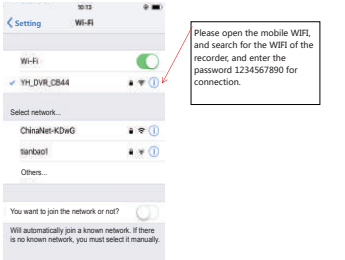 10:13
Setting Wi-Fi
Wi-Fi
YH_DVR_CB44
Select network...
ChinaNet-KDwG
tianbao1
Others...
You want to join the network or not?
Will automatically join a known network. If there
is no known network, you must select it manually.
Please open the mobile WIFI,
and search for the WIFI of the
recorder, and enter the
password 1234567890 for
connection.